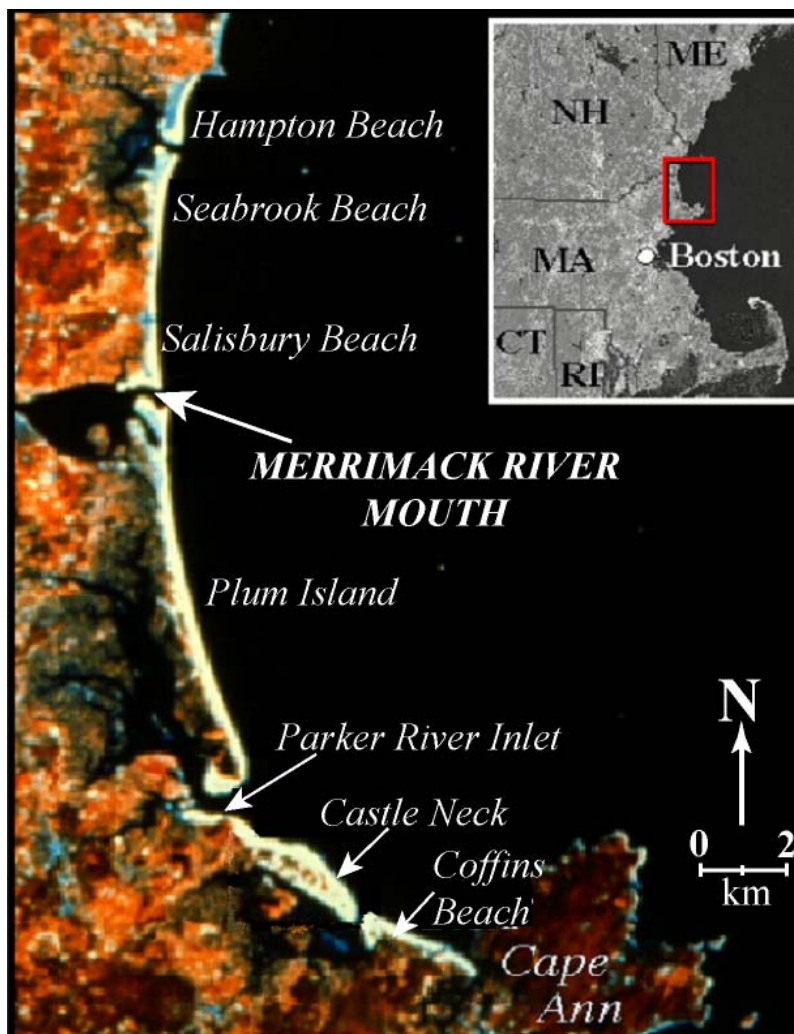 Hampton Beach
Seabrook Beach
Salisbury Beach
MERRIMACK RIVER
MOUTH
Plum Island
Parker River Inlet
Castle Neck
Coffins
Beach
Cape
Ann
ME
NH
MA
Boston
CT
RI
N
0 2
km